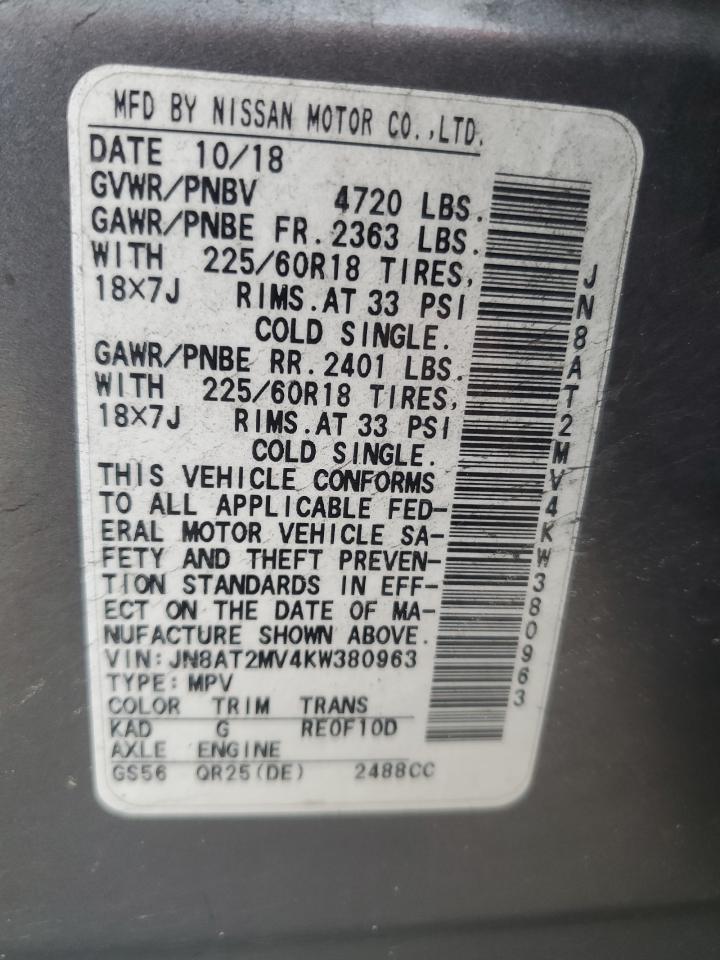 MFD BY NISSAN MOTOR CO.,LTD.
DATE 10/18
GVWR/PNBV 4720 LBS.
GAWR/PNBE FR. 2363 LBS.
WITH 225/60R18 TIRES,
18X7J RIMS.AT 33 PSI
COLD SINGLE.
GAWR/PNBE RR. 2401 LBS.
WITH 225/60R18 TIRES,
18X7J RIMS.AT 33 PSI
COLD SINGLE.
THIS VEHICLE CONFORMS
TO ALL APPLICABLE FED-
ERAL MOTOR VEHICLE SA-
FETY AND THEFT PREVEN-
TION STANDARDS IN EFF-
ECT ON THE DATE OF MA-
NUFACTURE SHOWN ABOVE.
VIN: JN8AT2MV4KW380963
TYPE: MPV
COLOR TRIM TRANS
KAD G RE0F10D
AXLE ENGINE
GS56 QR25(DE) 2488CC
JN8AT2MV4KW380963